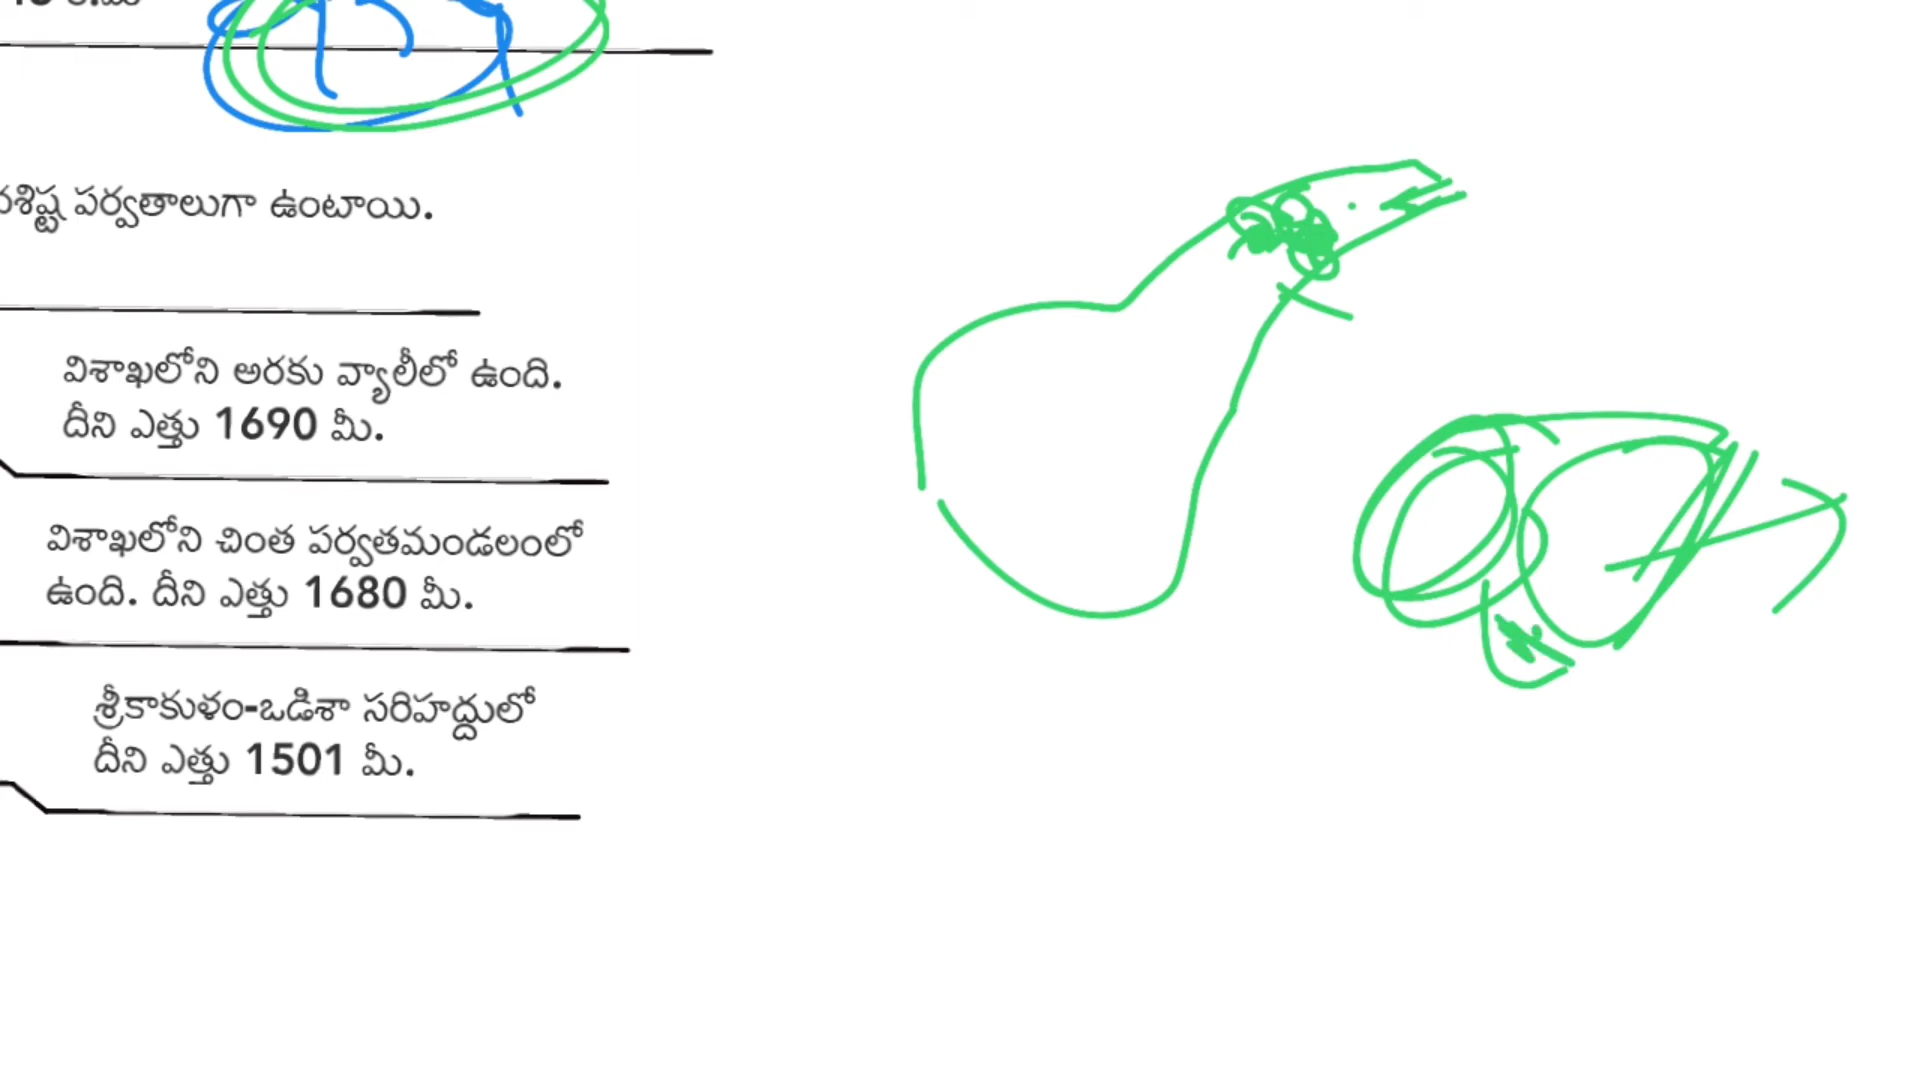 పర్వతాలుగా ఉంటాయి.
విశాఖలోని అరకు వ్యాలీలో ఉంది.
దీని ఎత్తు 1690 మీ.
విశాఖలోని చింత పర్వతమండలంలో
ఉంది. దీని ఎత్తు 1680 మీ.
శ్రీకాకుళం-ఒడిశా సరిహద్దులో
దీని ఎత్తు 1501 మీ.